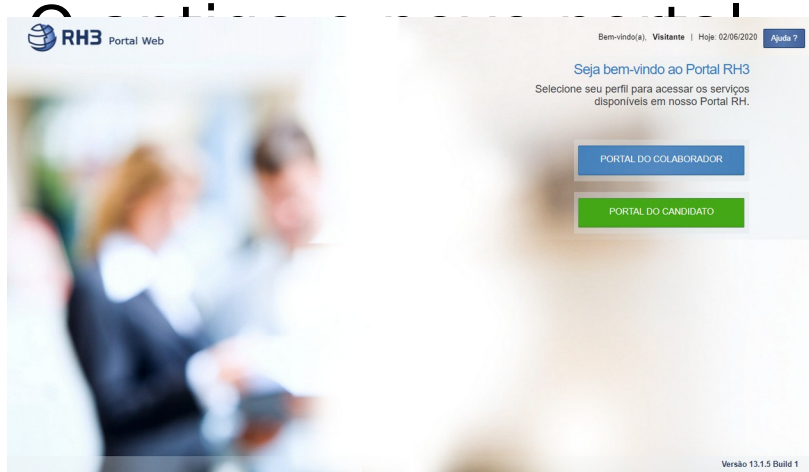 RH3 Portal Web
Bem-vindo(a), Visitante | Hoje: 02/06/2020 Ajuda ?
Seja bem-vindo ao Portal RH3
Selecione seu perfil para acessar os serviços
disponíveis em nosso Portal RH.
PORTAL DO COLABORADOR
PORTAL DO CANDIDATO
Versão 13.1.5 Build 1